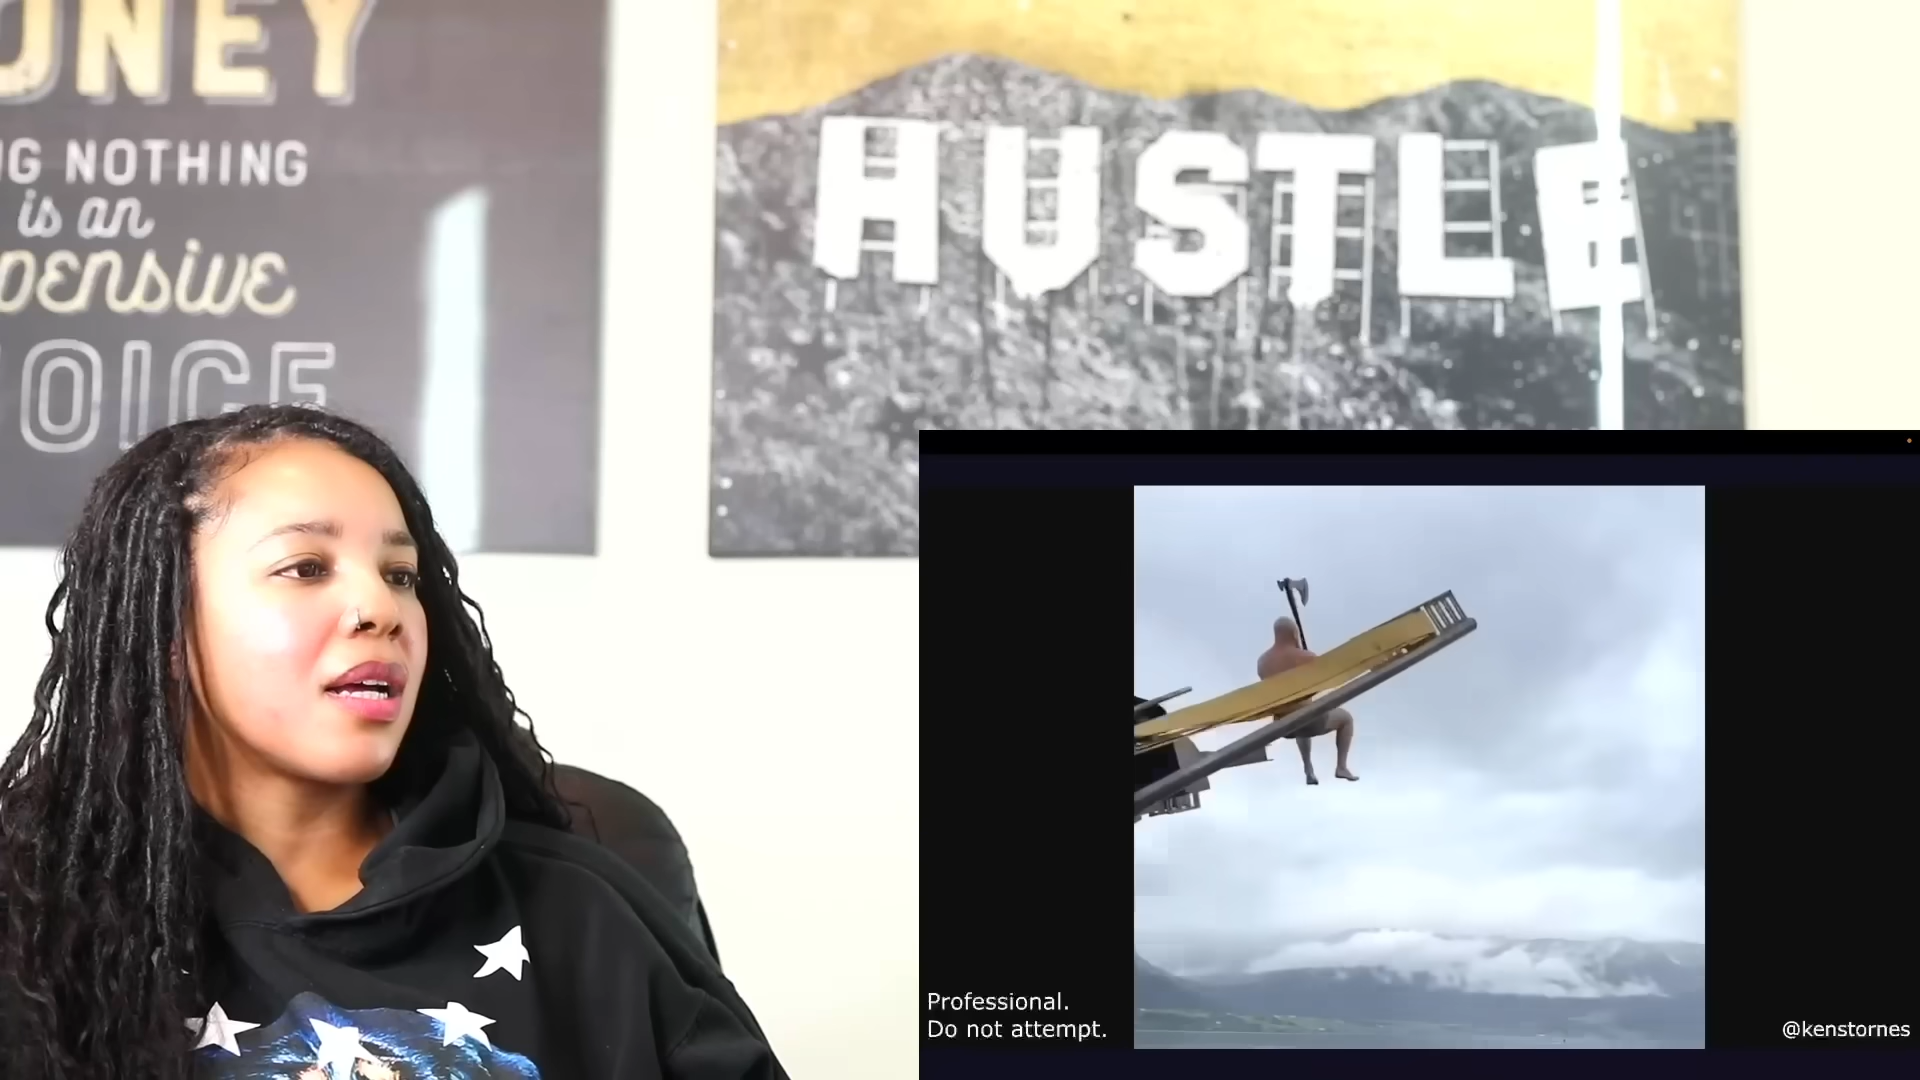 ONEY
NG NOTHING
is an
pensive
OICE
HUSTLE
Professional.
Do not attempt.
@kenstornes